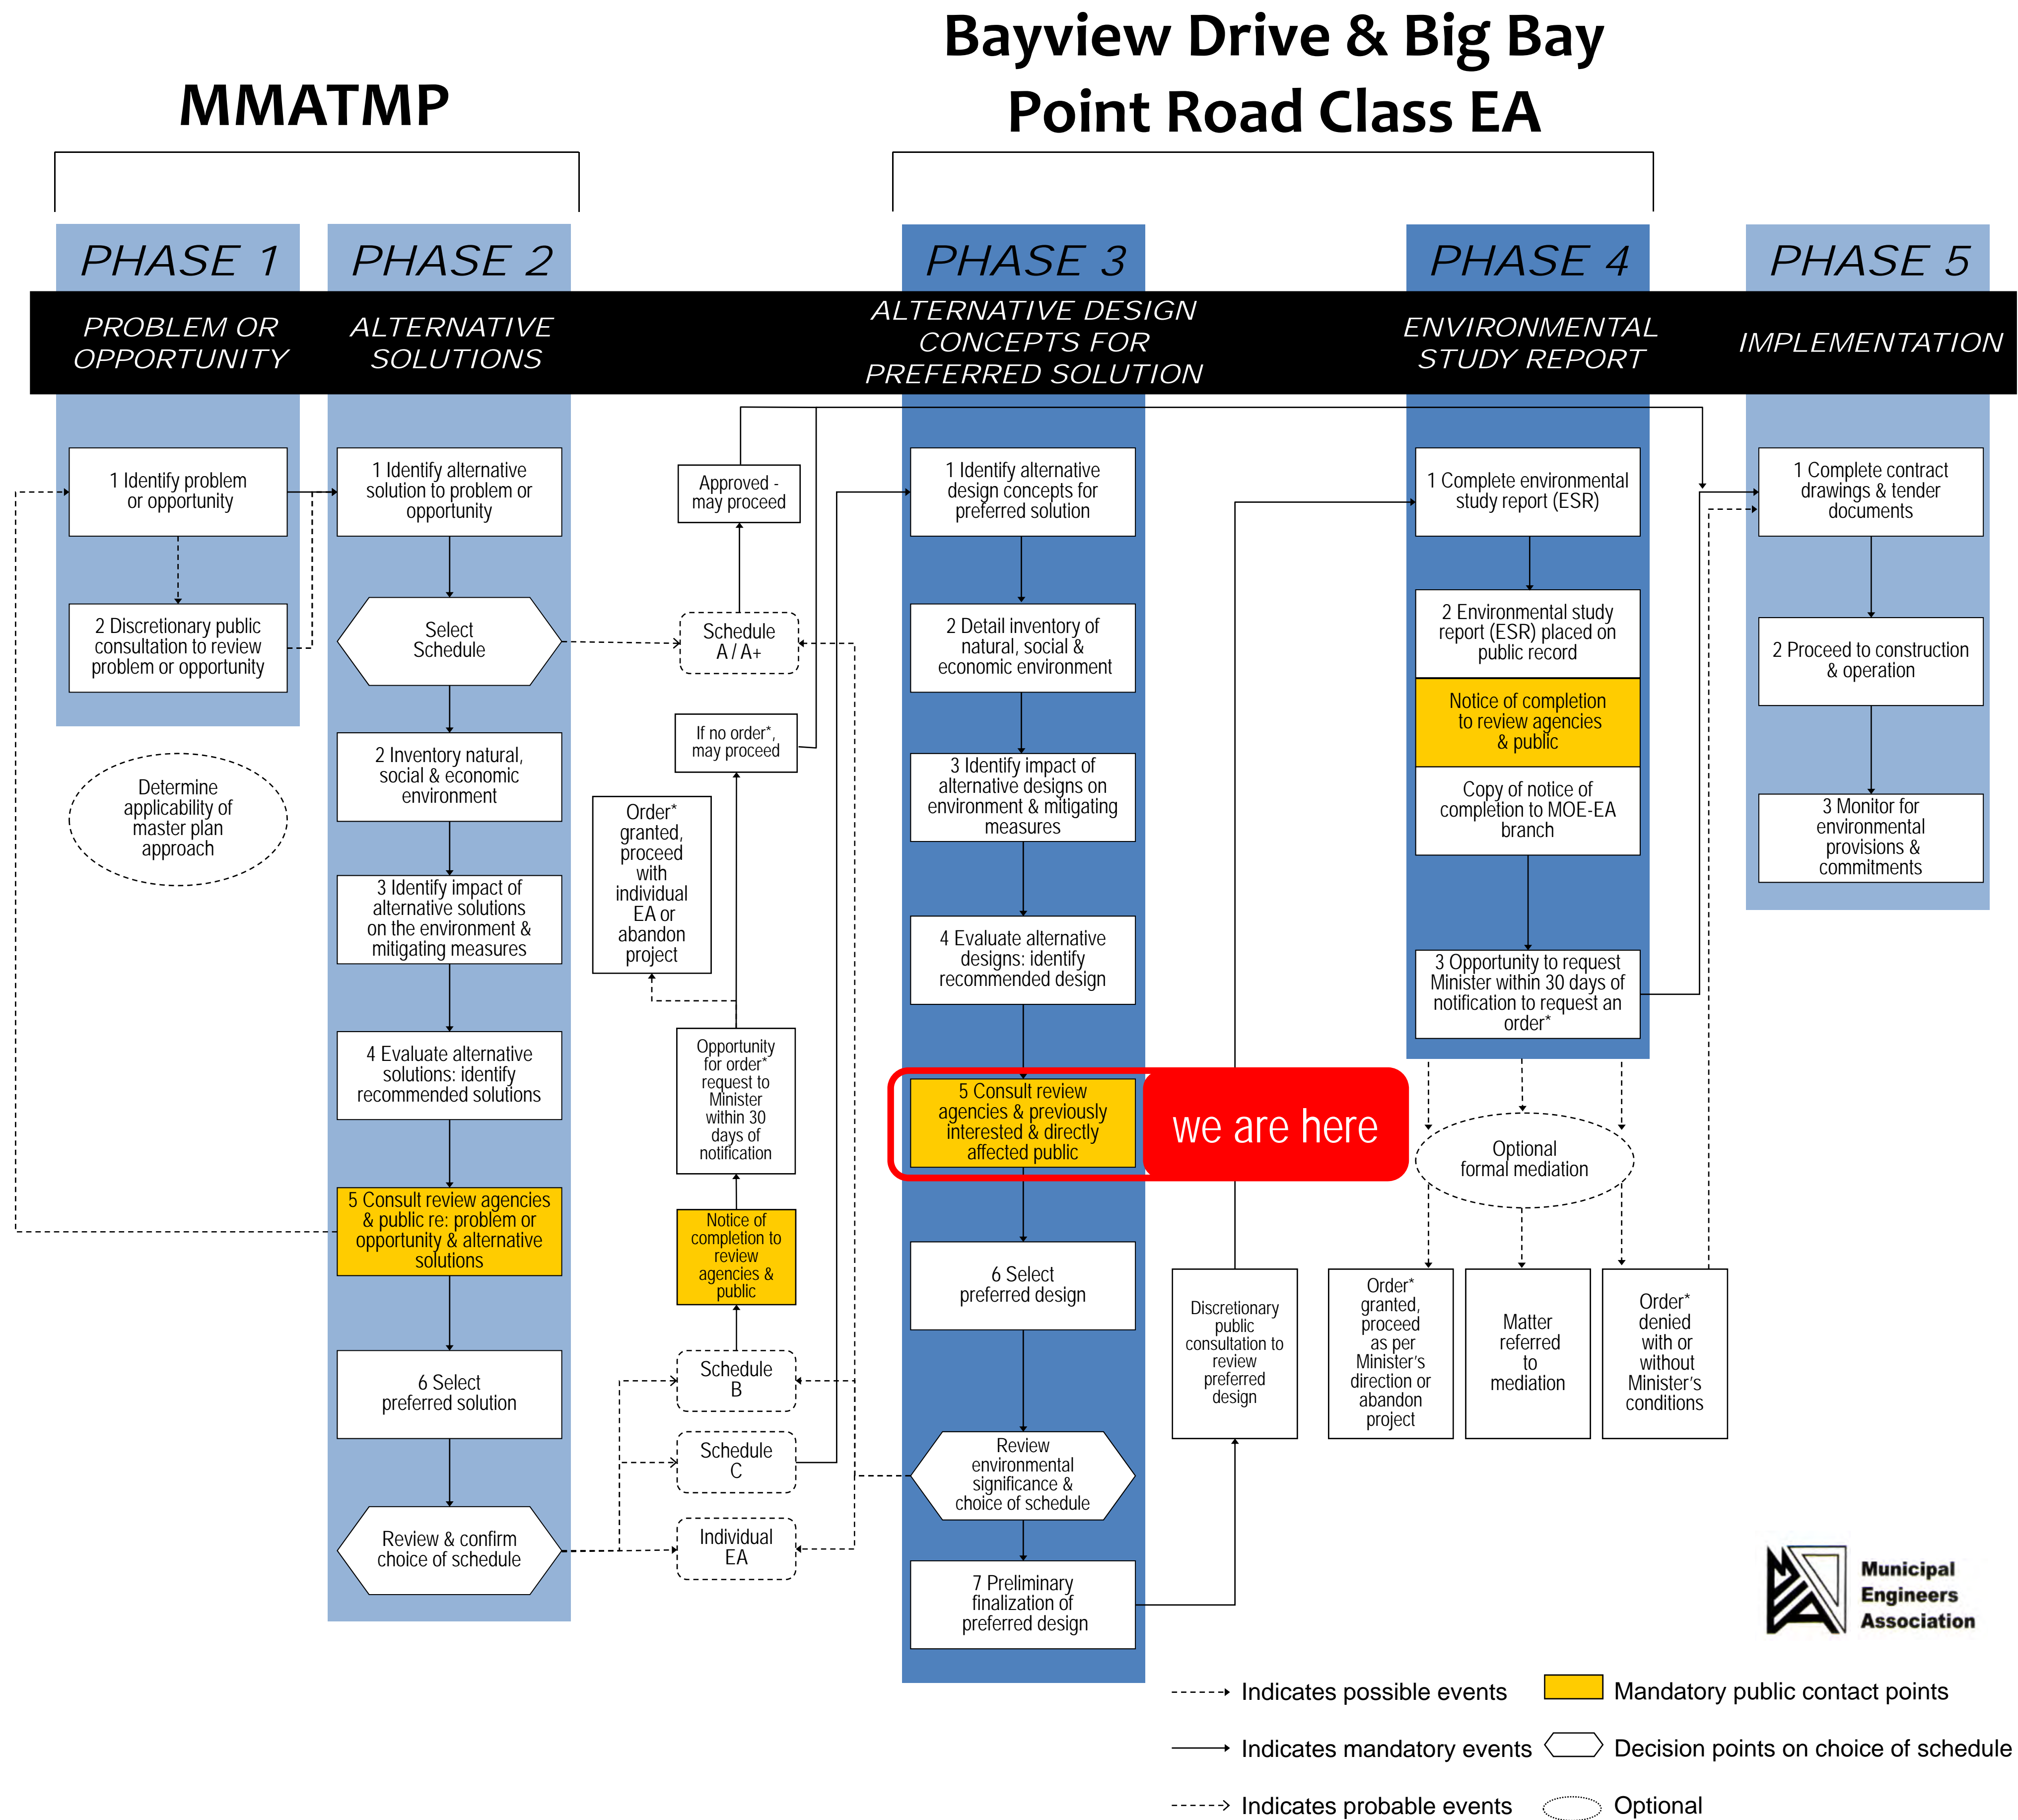 Bayview Drive & Big Bay
Point Road Class EA
MMATMP
PHASE 1
PHASE 2
PHASE 3
PHASE 4
PHASE 5
PROBLEM OR
OPPORTUNITY
ALTERNATIVE
SOLUTIONS
ALTERNATIVE DESIGN
CONCEPTS FOR
PREFERRED SOLUTION
ENVIRONMENTAL
STUDY REPORT
IMPLEMENTATION
1 Identify problem
or opportunity
2 Discretionary public
consultation to review
problem or opportunity
Determine
applicability of
master plan
approach
1 Identify alternative
solution to problem or
opportunity
Select
Schedule
2 Inventory natural,
social & economic
environment
3 Identify impact of
alternative solutions
on the environment &
mitigating measures
4 Evaluate alternative
solutions: identify
recommended solutions
5 Consult review agencies
& public re: problem or
opportunity & alternative
solutions
6 Select
preferred solution
Review & confirm
choice of schedule
Approved -
may proceed
Schedule
A / A+
If no order*,
may proceed
Order*
granted,
proceed
with
individual
EA or
abandon
project
Opportunity
for order*
request to
Minister
within 30
days of
notification
Notice of
completion to
review
agencies &
public
Schedule
B
Schedule
C
Individual
EA
1 Identify alternative
design concepts for
preferred solution
2 Detail inventory of
natural, social &
economic environment
3 Identify impact of
alternative designs on
environment & mitigating
measures
4 Evaluate alternative
designs: identify
recommended design
5 Consult review
agencies & previously
interested & directly
affected public
we are here
6 Select
preferred design
Review
environmental
significance &
choice of schedule
7 Preliminary
finalization of
preferred design
Discretionary
public
consultation to
review
preferred
design
1 Complete environmental
study report (ESR)
2 Environmental study
report (ESR) placed on
public record
Notice of completion
to review agencies
& public
Copy of notice of
completion to MOE-EA
branch
3 Opportunity to request
Minister within 30 days of
notification to request an
order*
Optional
formal mediation
Order*
granted,
proceed
as per
Minister's
direction or
abandon
project
Matter
referred
to
mediation
Order*
denied
with or
without
Minister's
conditions
1 Complete contract
drawings & tender
documents
2 Proceed to construction
& operation
3 Monitor for
environmental
provisions &
commitments
MEA
Municipal
Engineers
Association
Indicates possible events
Mandatory public contact points
Indicates mandatory events
Decision points on choice of schedule
Indicates probable events
Optional